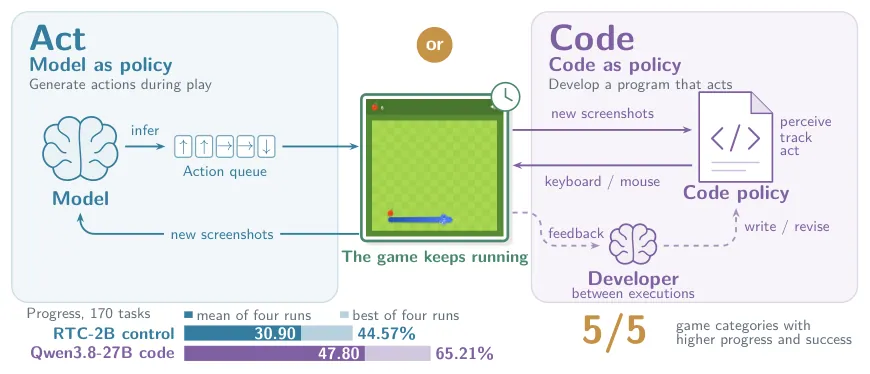 Act
Model as policy
Generate actions during play
infer
Action queue
Model
new screenshots
or
The game keeps running
Code
Code as policy
Develop a program that acts
new screenshots
perceive
track
act
keyboard / mouse
Code policy
feedback
write / revise
Developer
between executions
Progress, 170 tasks
mean of four runs
best of four runs
RTC-2B control
30.90
44.57%
Qwen3.8-27B code
47.80
65.21%
5/5
game categories with
higher progress and success